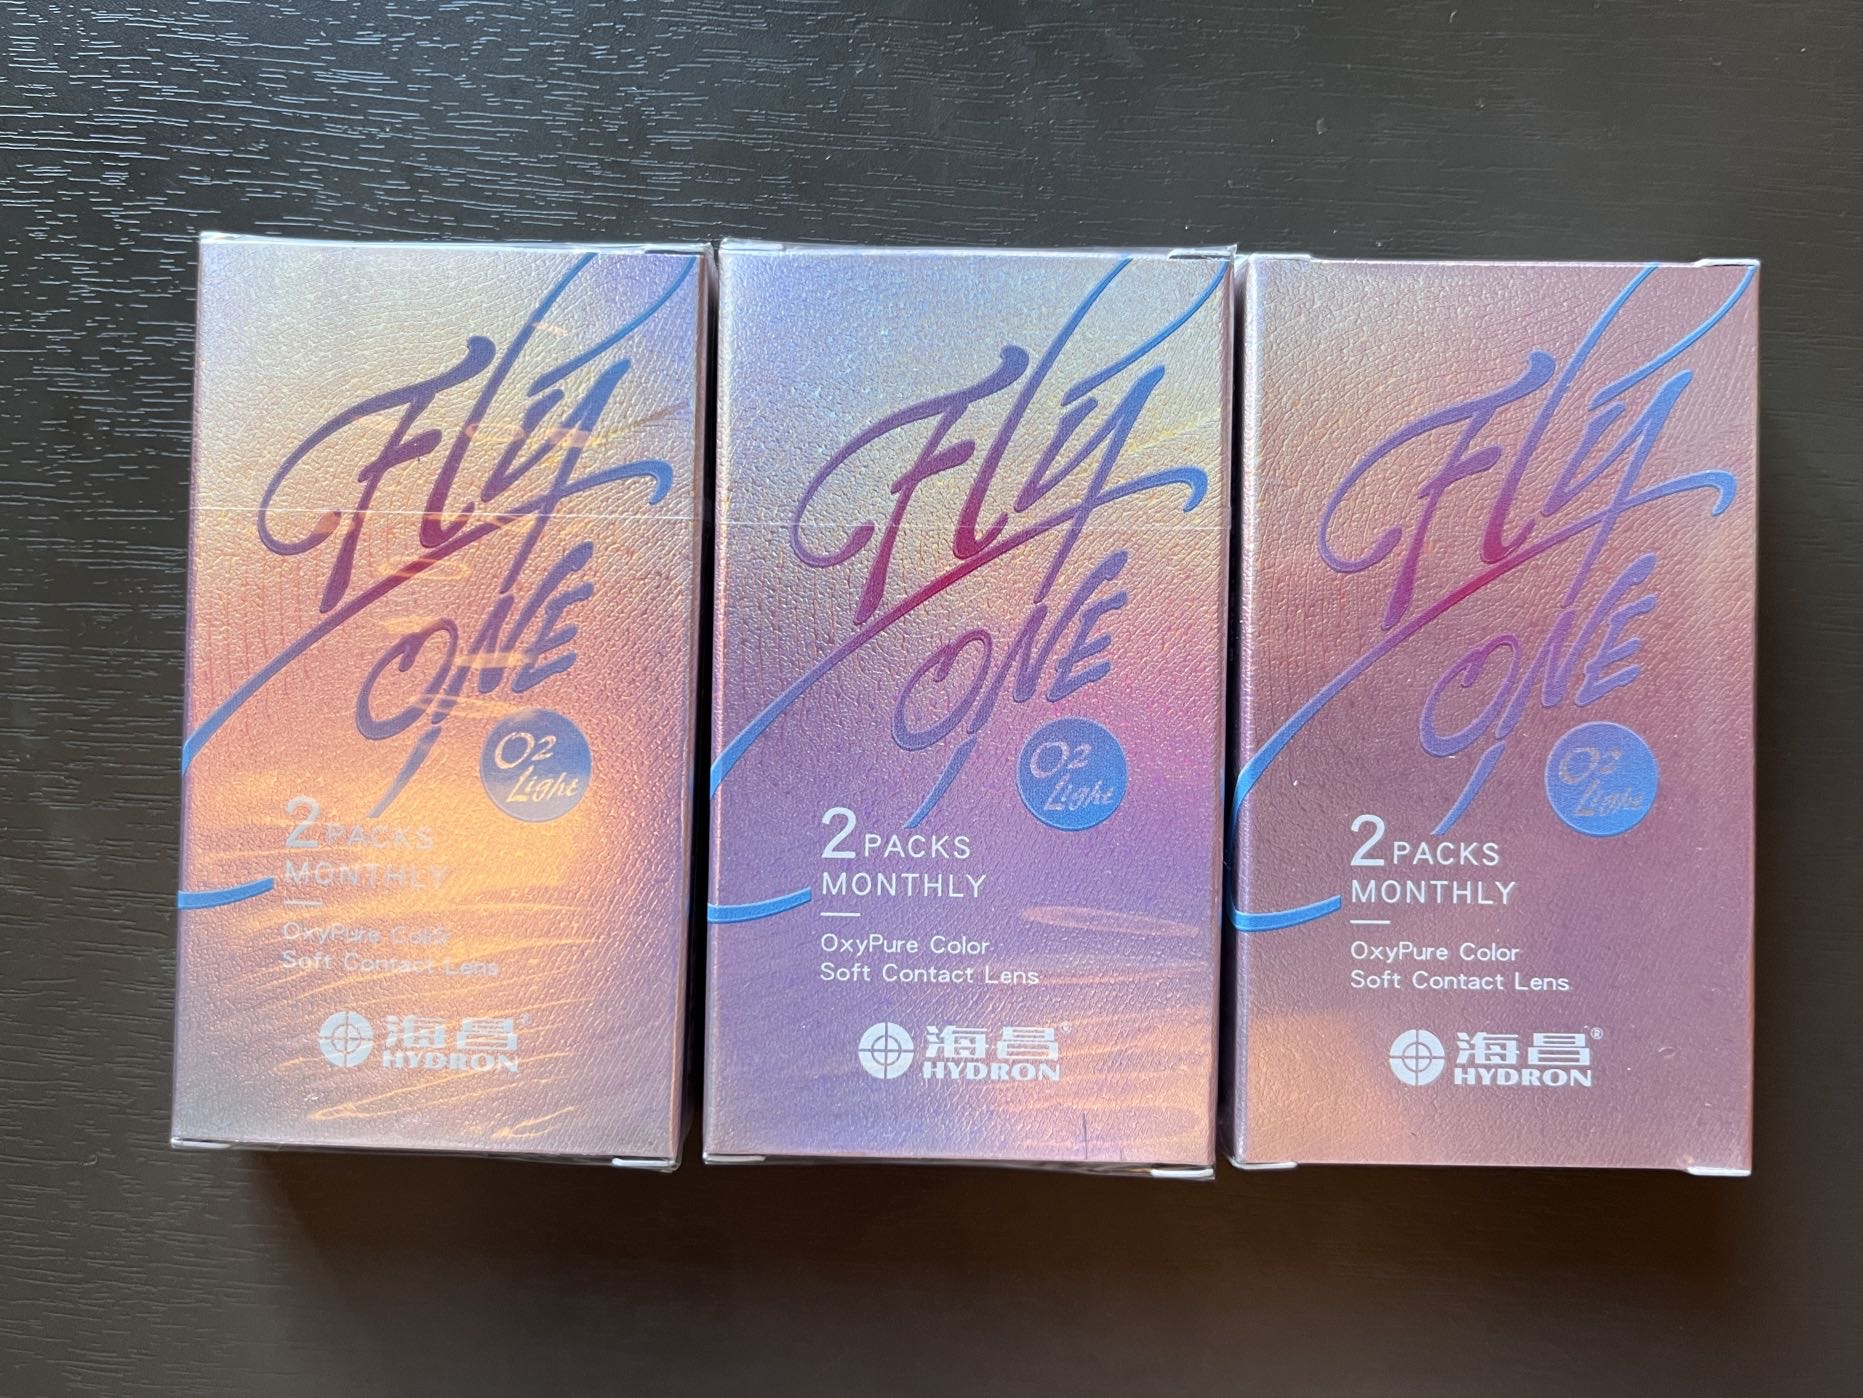 Fly
ONE
O2
Light
2 PACKS
MONTHLY
OxyPure Color
Soft Contact Lens
海昌®
HYDRON
Fly
ONE
O2
Light
2 PACKS
MONTHLY
OxyPure Color
Soft Contact Lens
海昌®
HYDRON
Fly
ONE
O2
Light
2 PACKS
MONTHLY
OxyPure Color
Soft Contact Lens
海昌®
HYDRON